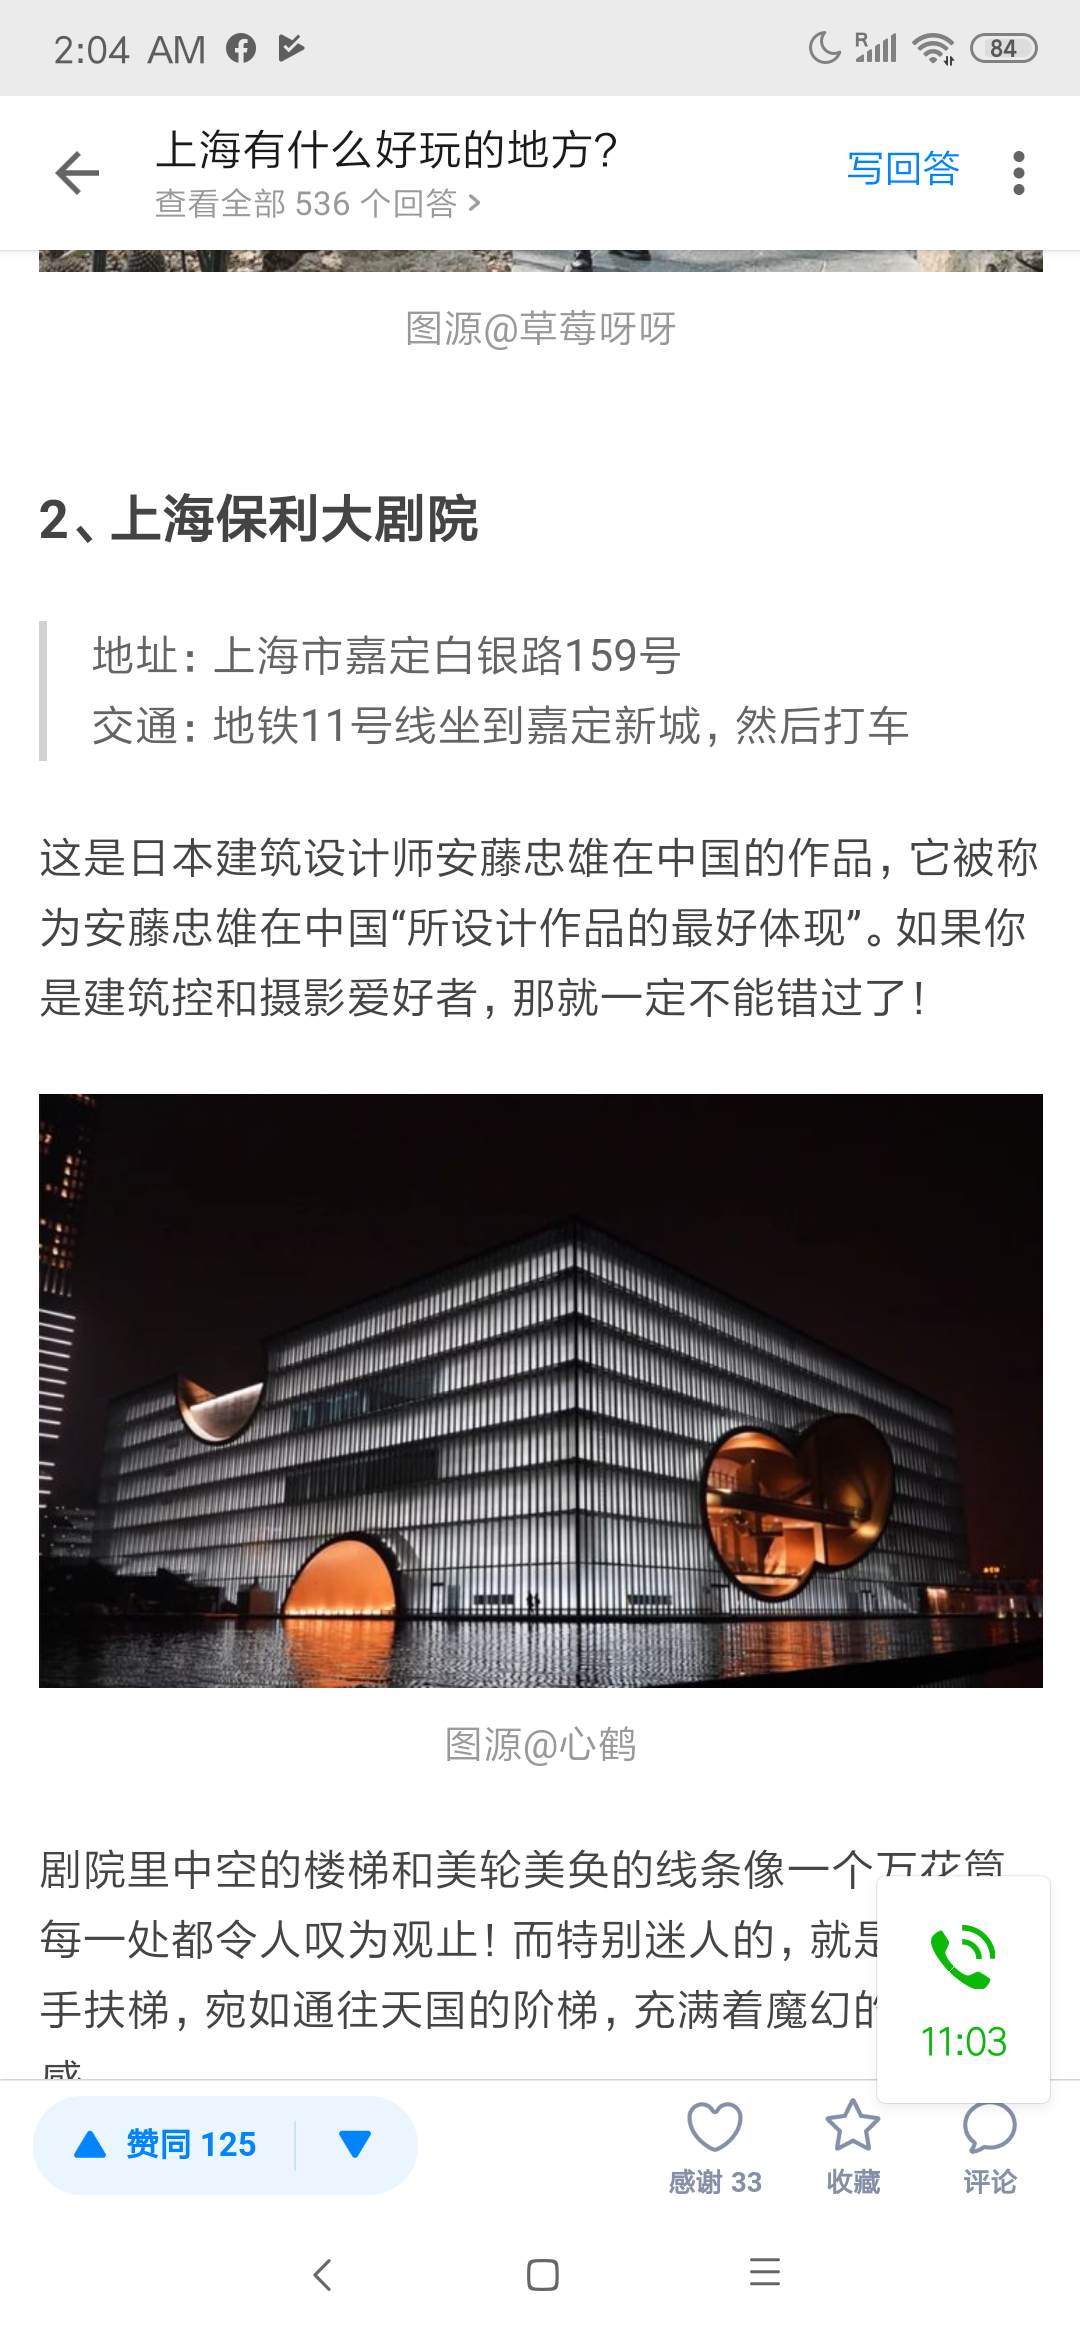 2:04 AM
R
84
上海有什么好玩的地方?
查看全部 536 个回答 >
写回答
图源@草莓呀呀
2、上海保利大剧院
地址：上海市嘉定白银路159号
交通：地铁11号线坐到嘉定新城，然后打车
这是日本建筑设计师安藤忠雄在中国的作品，它被称
为安藤忠雄在中国“所设计作品的最好体现”。如果你
是建筑控和摄影爱好者，那就一定不能错过了！
图源@心鹤
剧院里中空的楼梯和美轮美奂的线条像一个万花筒
每一处都令人叹为观止！而特别迷人的，就是
手扶梯，宛如通往天国的阶梯，充满着魔幻的
感
11:03
赞同 125
感谢 33
收藏
评论